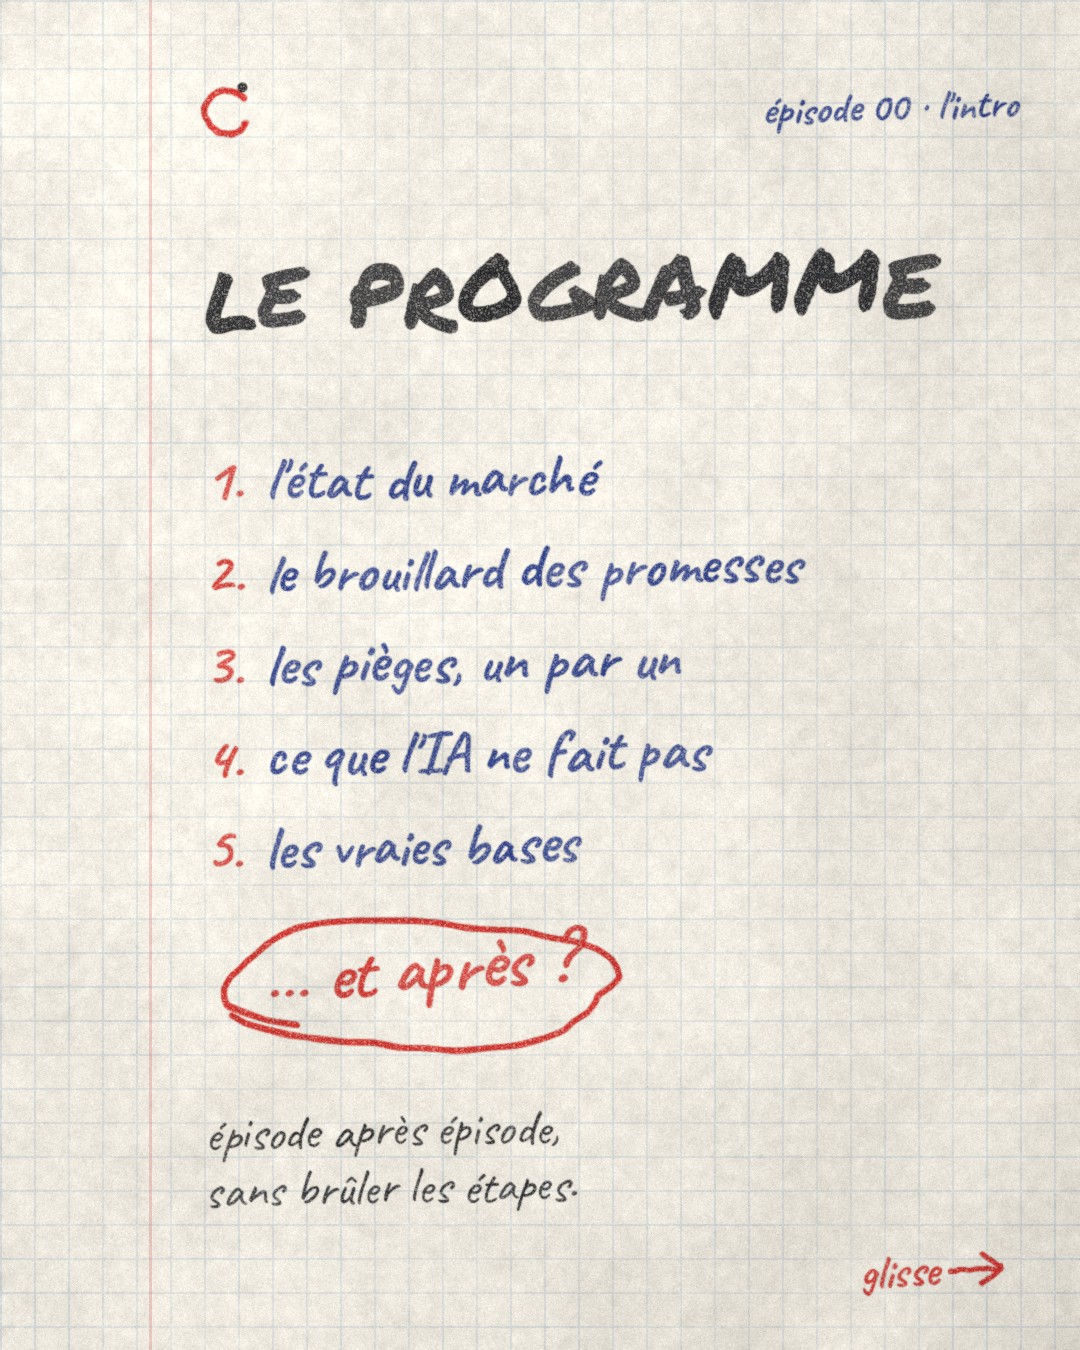 épisode 00 · l'intro
LE PROGRAMME
1. l'état du marché
2. le brouillard des promesses
3. les pièges, un par un
4. ce que l'IA ne fait pas
5. les vraies bases
... et après ?
épisode après épisode,
sans brûler les étapes.
glisse →